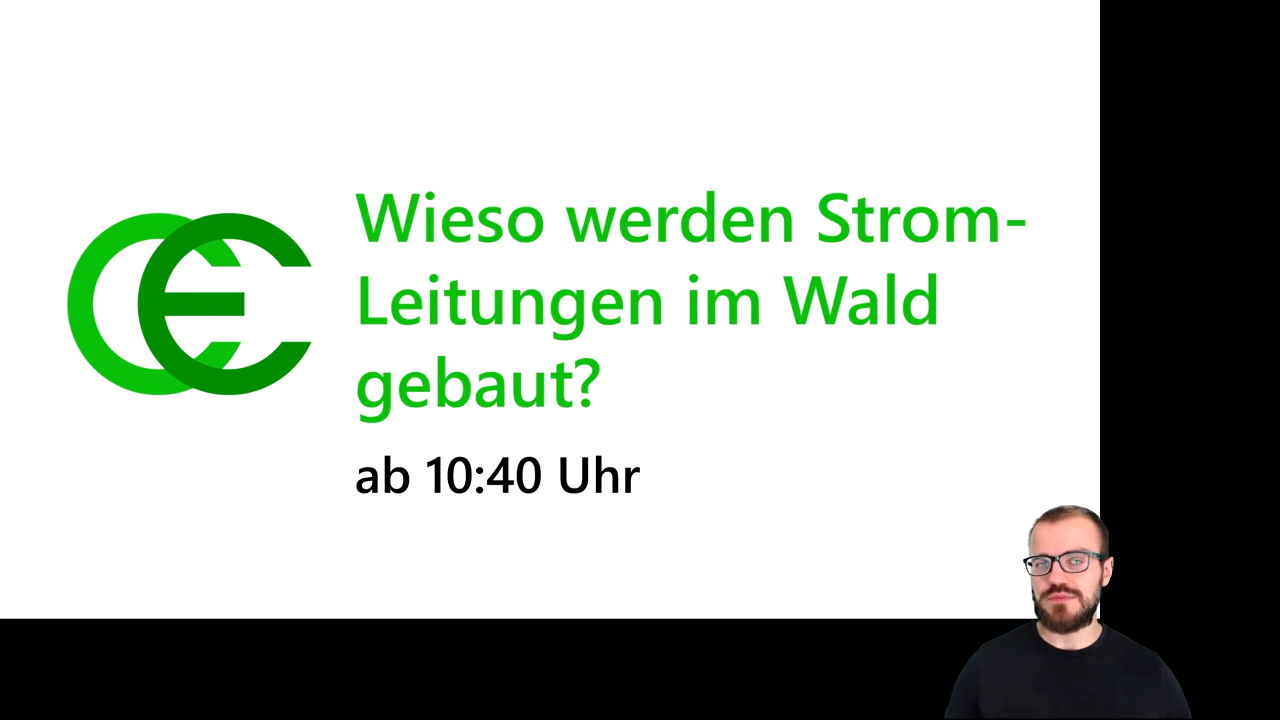 Wieso werden Strom-
Leitungen im Wald
gebaut?
ab 10:40 Uhr